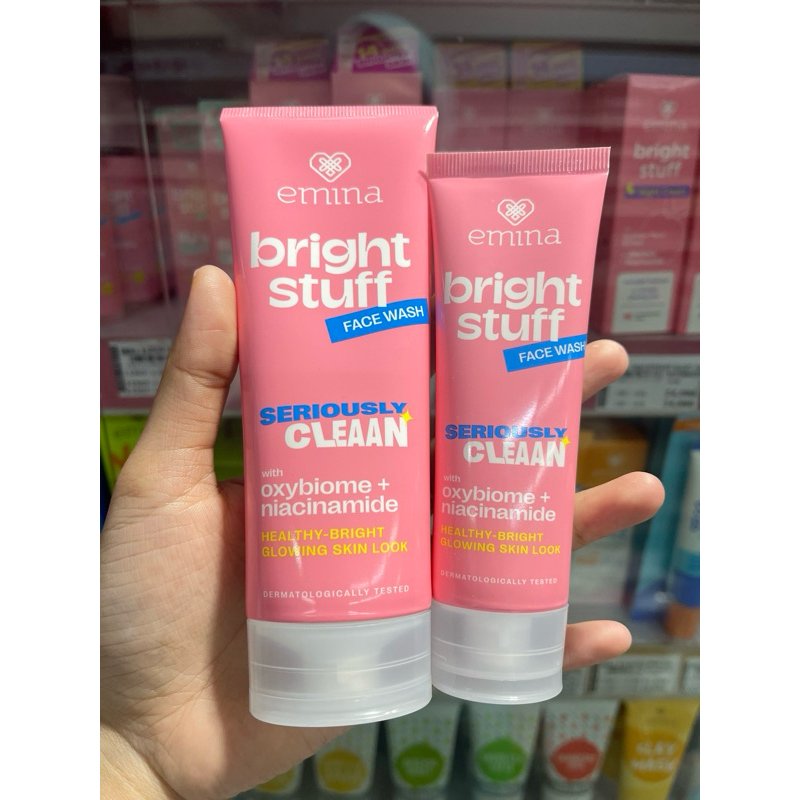 emina
bright
stuff
FACE WASH
SERIOUSLY
CLEAAN
with
oxybiome +
niacinamide
HEALTHY-BRIGHT
GLOWING SKIN LOOK
DERMATOLOGICALLY TESTED
emina
bright
stuff
FACE WASH
SERIOUSLY
CLEAAN
with
oxybiome +
niacinamide
HEALTHY-BRIGHT
GLOWING SKIN LOOK
DERMATOLOGICALLY TESTED
emina
bright
stuff